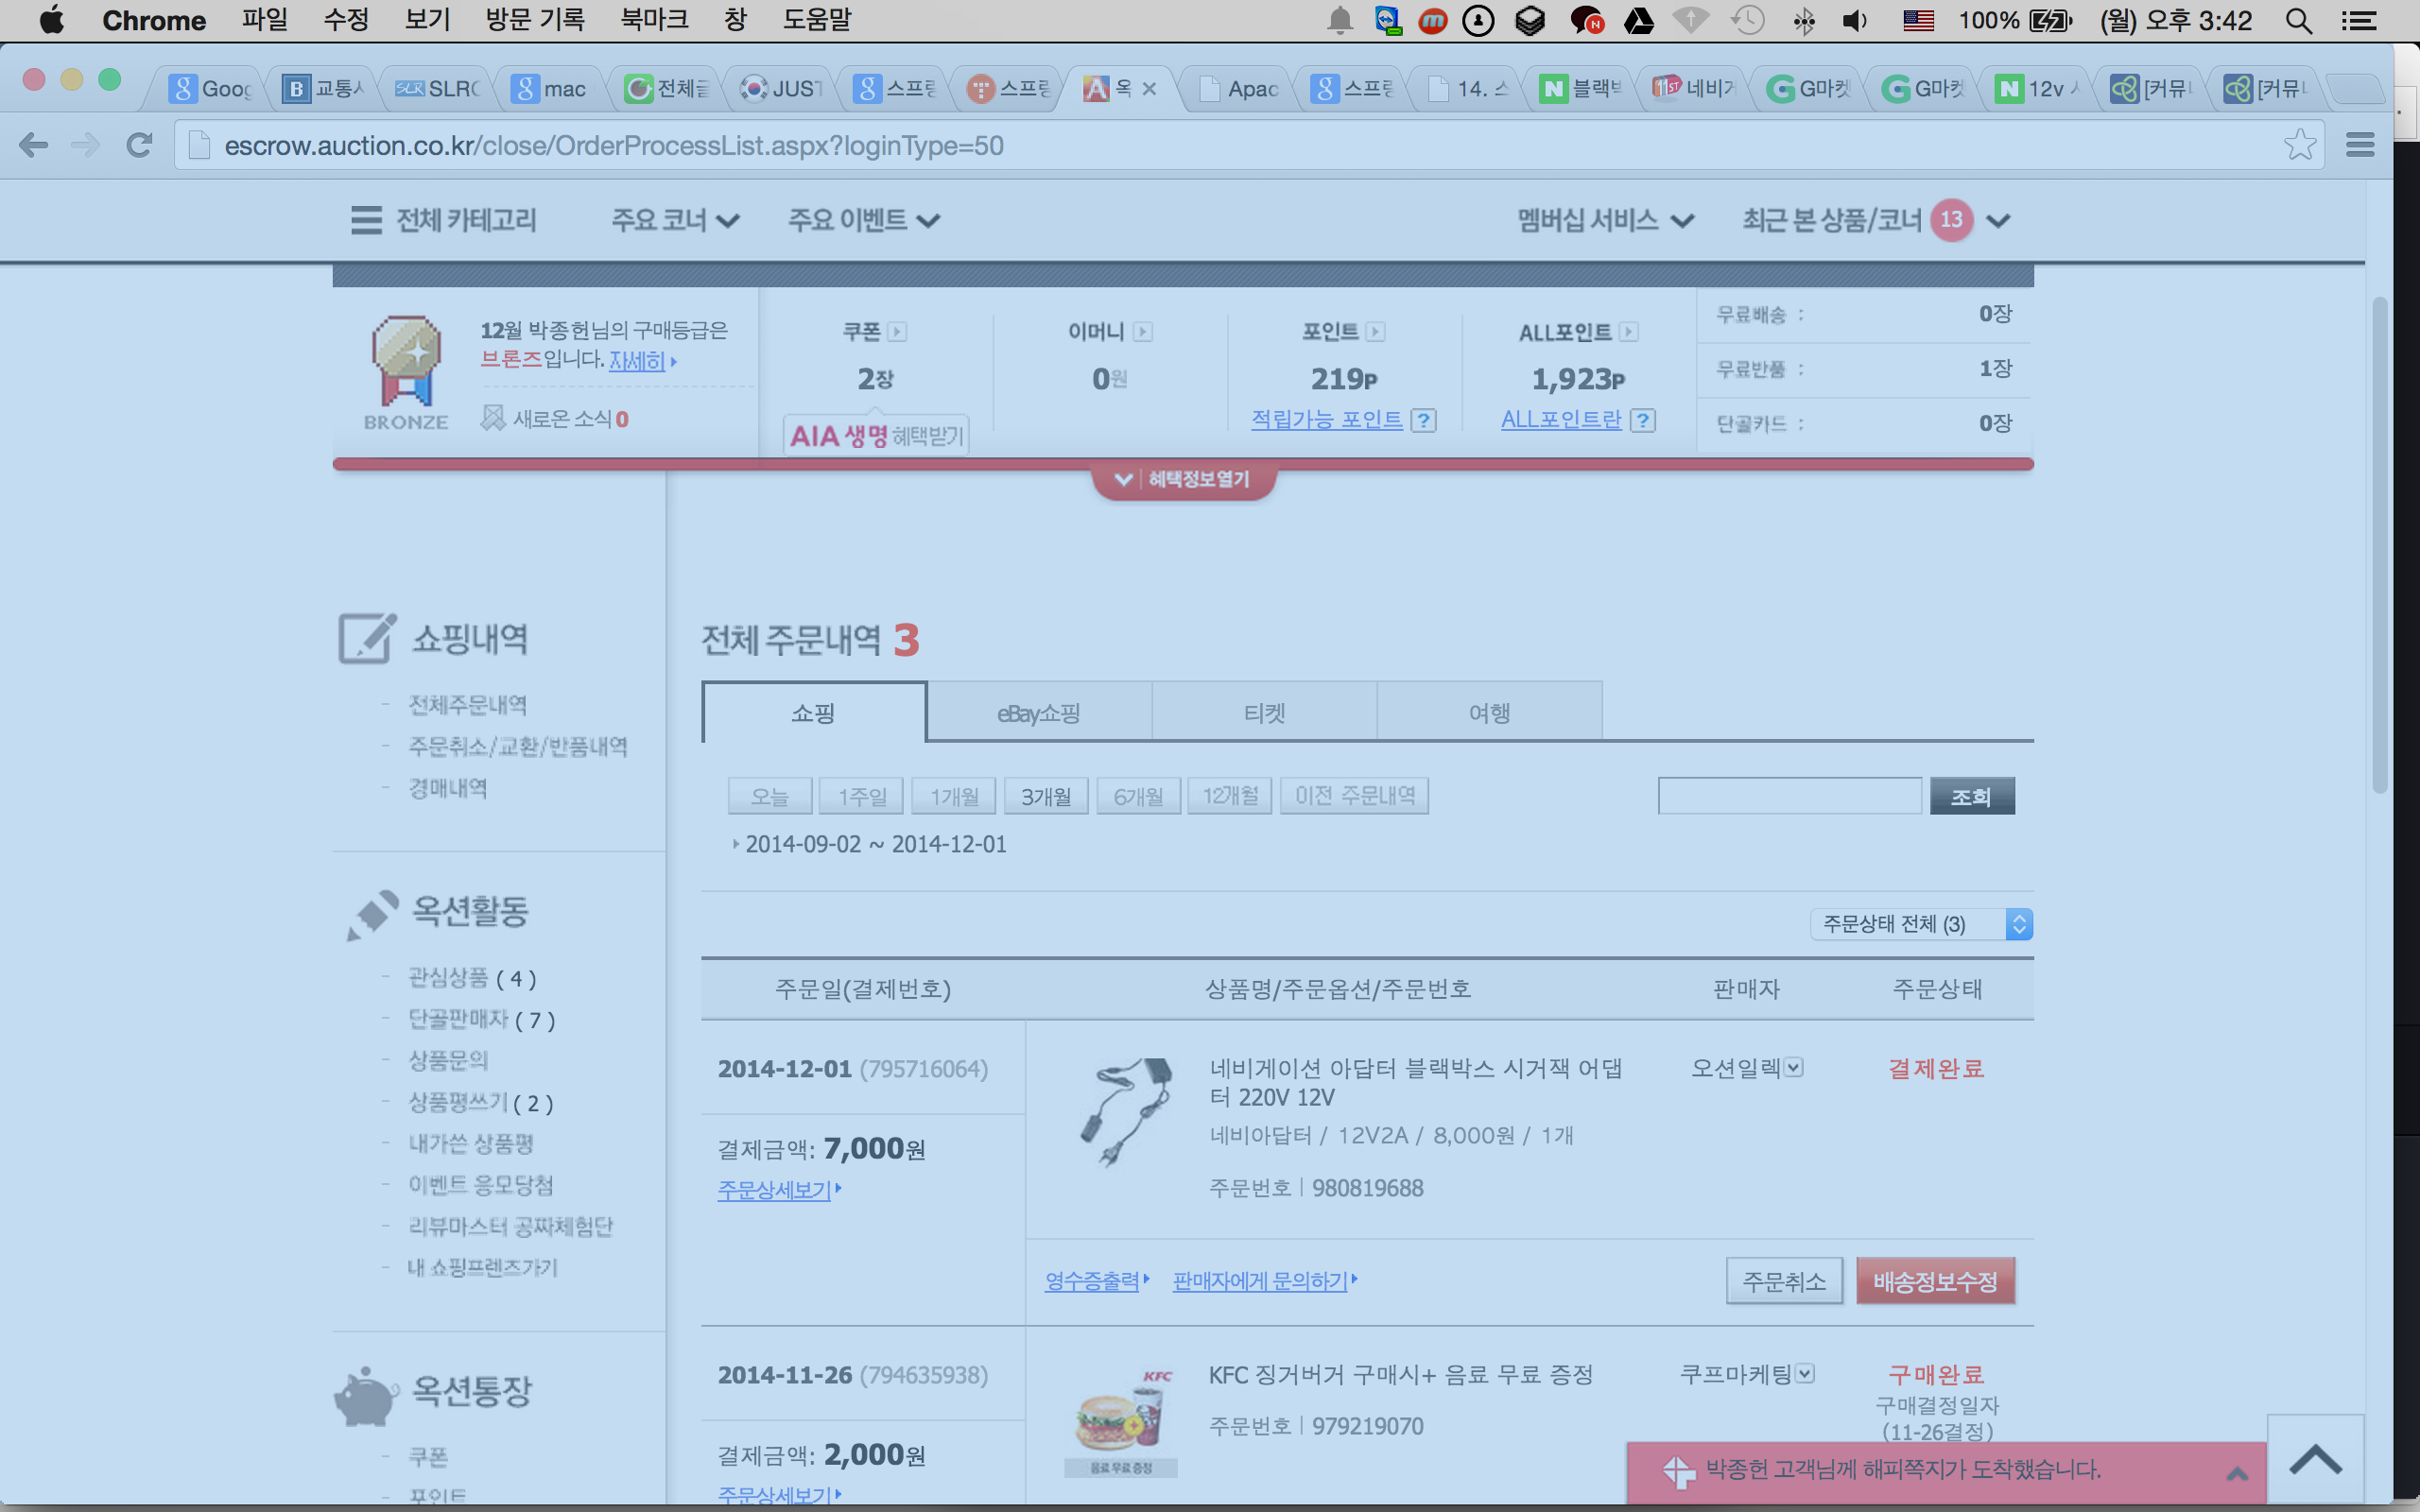 Chrome 파일 수정 보기 방문 기록 북마크 창 도움말 100% (월) 오후 3:42
Goog 교통 SLRC mac 전체글 JUST 스프링 스프링 옥 Apac 스프링 14. 스 블랙박 네비거 G마켓 G마켓 12v [커뮤니 [커뮤니
escrow.auction.co.kr/close/OrderProcessList.aspx?loginType=50
전체 카테고리 주요 코너 주요 이벤트 멤버십 서비스 최근 본 상품/코너 13
12월 박종헌님의 구매등급은
브론즈입니다. 자세히
BRONZE
새로온 소식 0
쿠폰
2장
AIA 생명 혜택받기
이머니
0원
포인트
219P
적립가능 포인트 ?
ALL포인트
1,923P
ALL포인트란 ?
무료배송 : 0장
무료반품 : 1장
단골카드 : 0장
혜택정보열기
쇼핑내역
- 전체주문내역
- 주문취소/교환/반품내역
- 경매내역
옥션활동
- 관심상품 ( 4 )
- 단골판매자 ( 7 )
- 상품문의
- 상품평쓰기 ( 2 )
- 내가쓴 상품평
- 이벤트 응모당첨
- 리뷰마스터 공짜체험단
- 내 쇼핑프렌즈가기
옥션통장
- 쿠폰
- 포인트
전체 주문내역 3
쇼핑 eBay쇼핑 티켓 여행
오늘 1주일 1개월 3개월 6개월 12개월 이전 주문내역 조회
2014-09-02 ~ 2014-12-01
주문상태 전체 (3)
주문일(결제번호) 상품명/주문옵션/주문번호 판매자 주문상태
2014-12-01 (795716064)
결제금액: 7,000원
주문상세보기
네비게이션 아답터 블랙박스 시거잭 어댑
터 220V 12V
네비아답터 / 12V2A / 8,000원 / 1개
주문번호 | 980819688
오션일렉
결제완료
영수증출력 판매자에게 문의하기 주문취소 배송정보수정
2014-11-26 (794635938)
결제금액: 2,000원
주문상세보기
KFC
음료 무료 증정
KFC 징거버거 구매시+ 음료 무료 증정
주문번호 | 979219070
쿠프마케팅
구매완료
구매결정일자
(11-26결정)
박종헌 고객님께 해피쪽지가 도착했습니다.